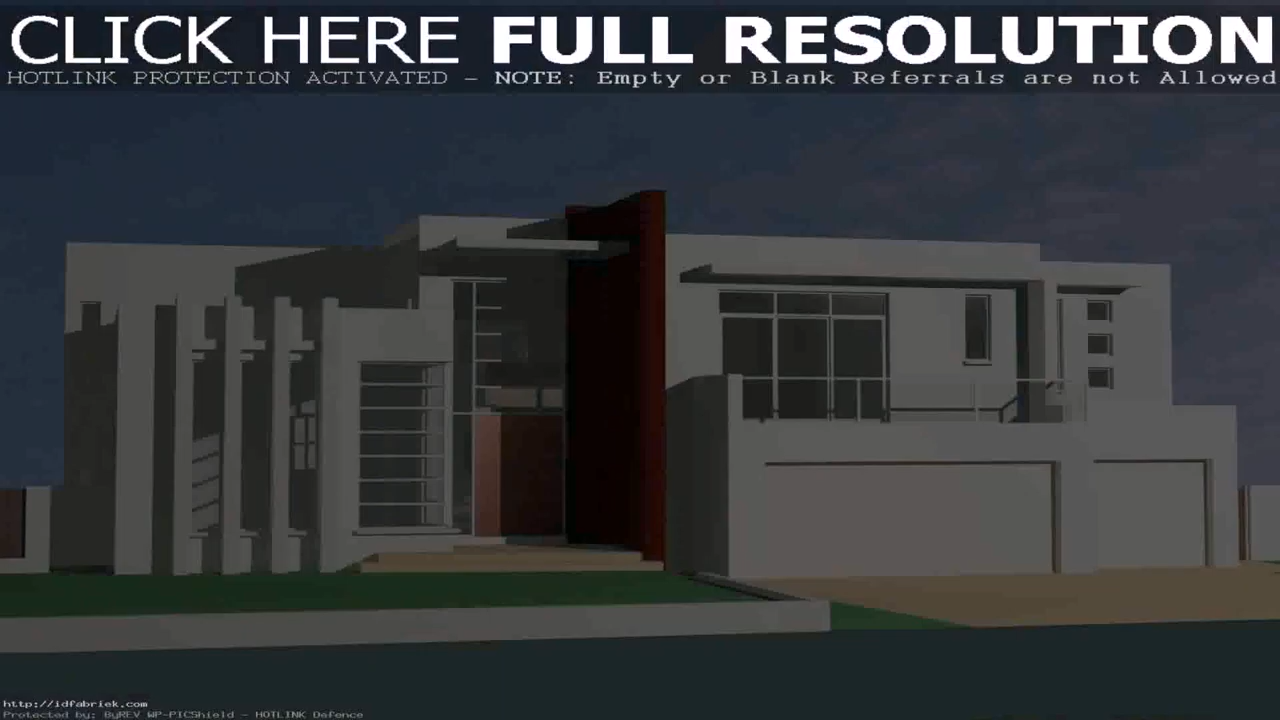 CLICK HERE FULL RESOLUTION
HOTLINK PROTECTION ACTIVATED – NOTE: Empty or Blank Referrals are not Allowed
http://idfabriek.com
Protected by: ByREV WP-PICShield – HOTLINK Defence